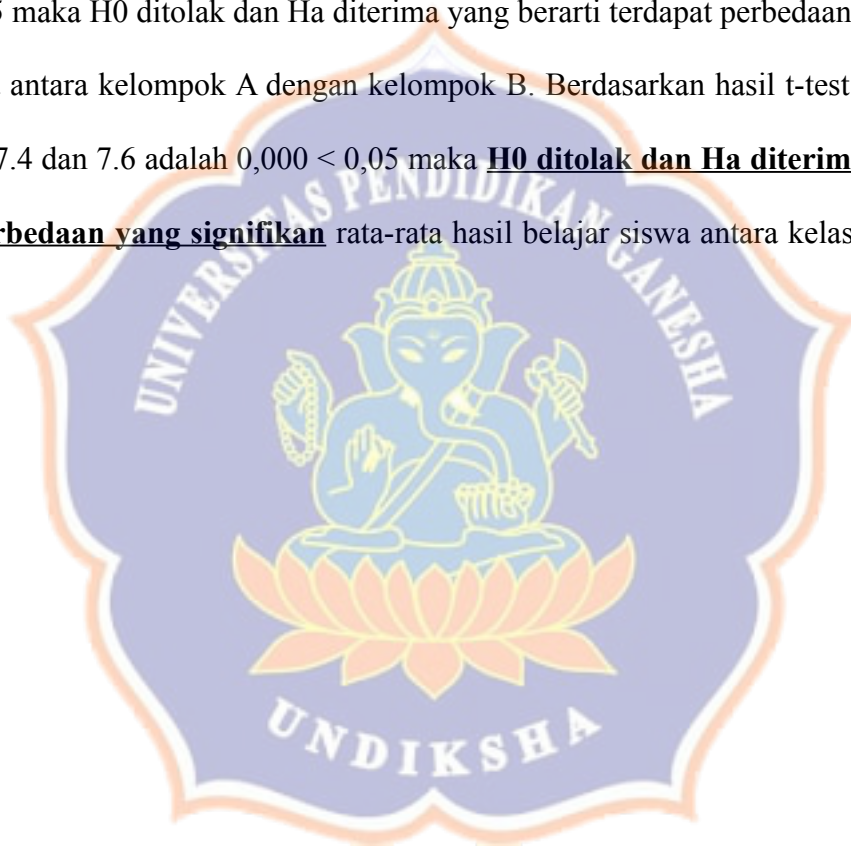 5 maka H0 ditolak dan Ha diterima yang berarti terdapat perbedaan
antara kelompok A dengan kelompok B. Berdasarkan hasil t-test
7.4 dan 7.6 adalah 0,000 < 0,05 maka H0 ditolak dan Ha diterim
rbedaan yang signifikan rata-rata hasil belajar siswa antara kelas
UNIVERSITAS PENDIDIKAN GANESHA
UNDIKSHA